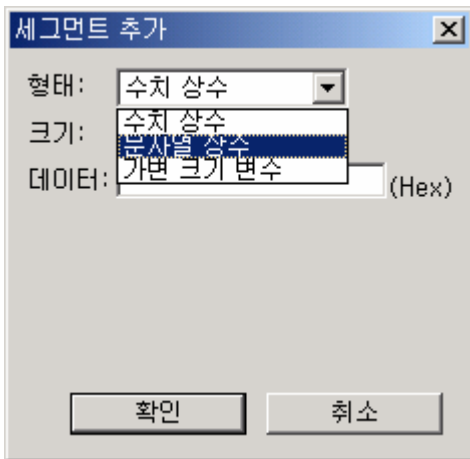 세그먼트 추가
형태: 수치 상수
수치 상수
크기:
문자열 상수
가변 크기 변수
데이터: (Hex)
확인 취소